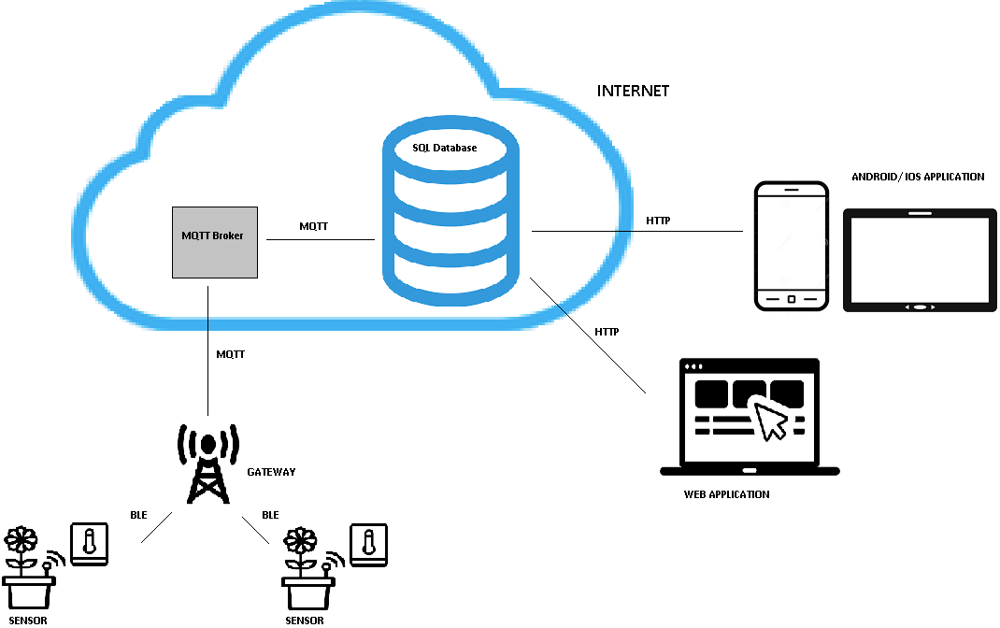 INTERNET
SQL Database
ANDROID/ IOS APPLICATION
MQTT Broker
MQTT
HTTP
HTTP
MQTT
GATEWAY
WEB APPLICATION
BLE
BLE
SENSOR
SENSOR